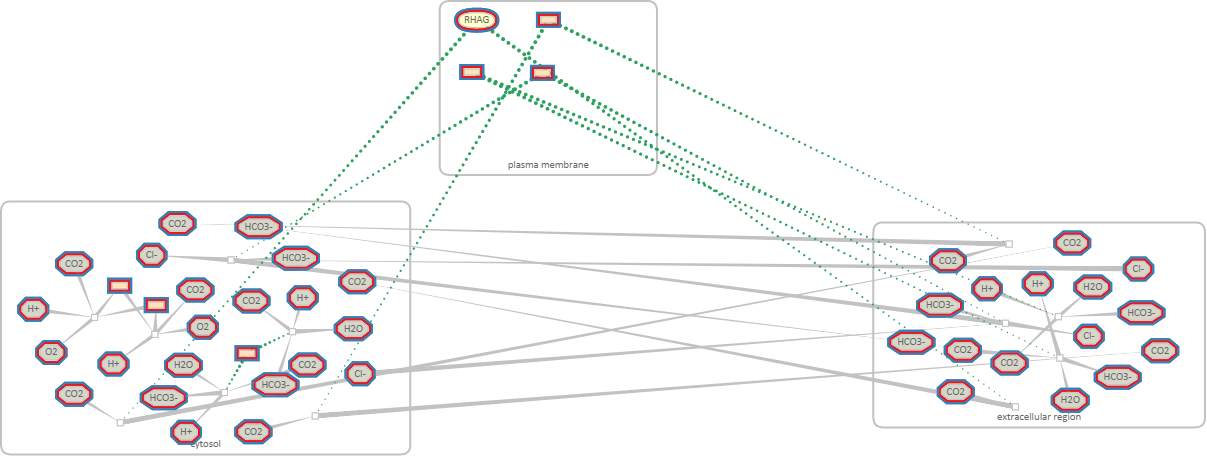 RHAG
plasma membrane
CO2
HCO3-
Cl-
HCO3-
CO2
CO2
CO2
CO2
H+
H+
O2
H2O
O2
H+
H2O
CO2
Cl-
CO2
HCO3-
HCO3-
H+
CO2
cytosol
CO2
CO2
Cl-
H+
H+
H2O
HCO3-
HCO3-
Cl-
HCO3-
CO2
CO2
CO2
HCO3-
CO2
H2O
extracellular region